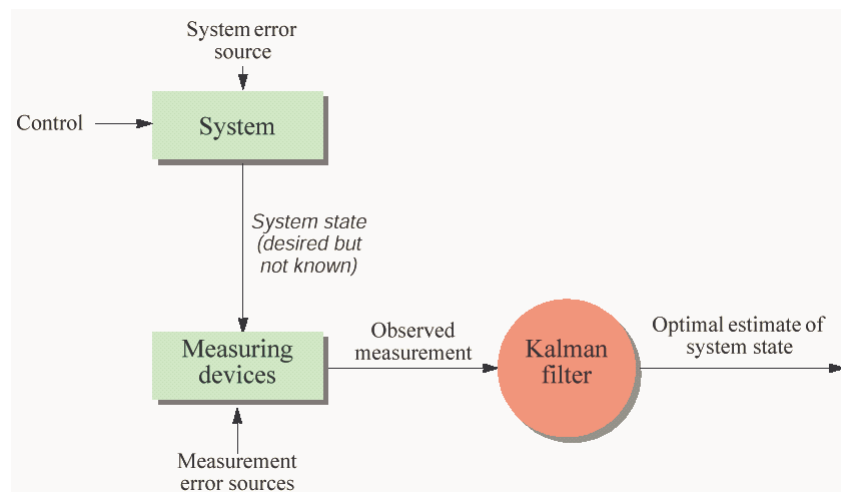 System error
source
Control
System
System state
(desired but
not known)
Measuring
devices
Observed
measurement
Kalman
filter
Optimal estimate of
system state
Measurement
error sources